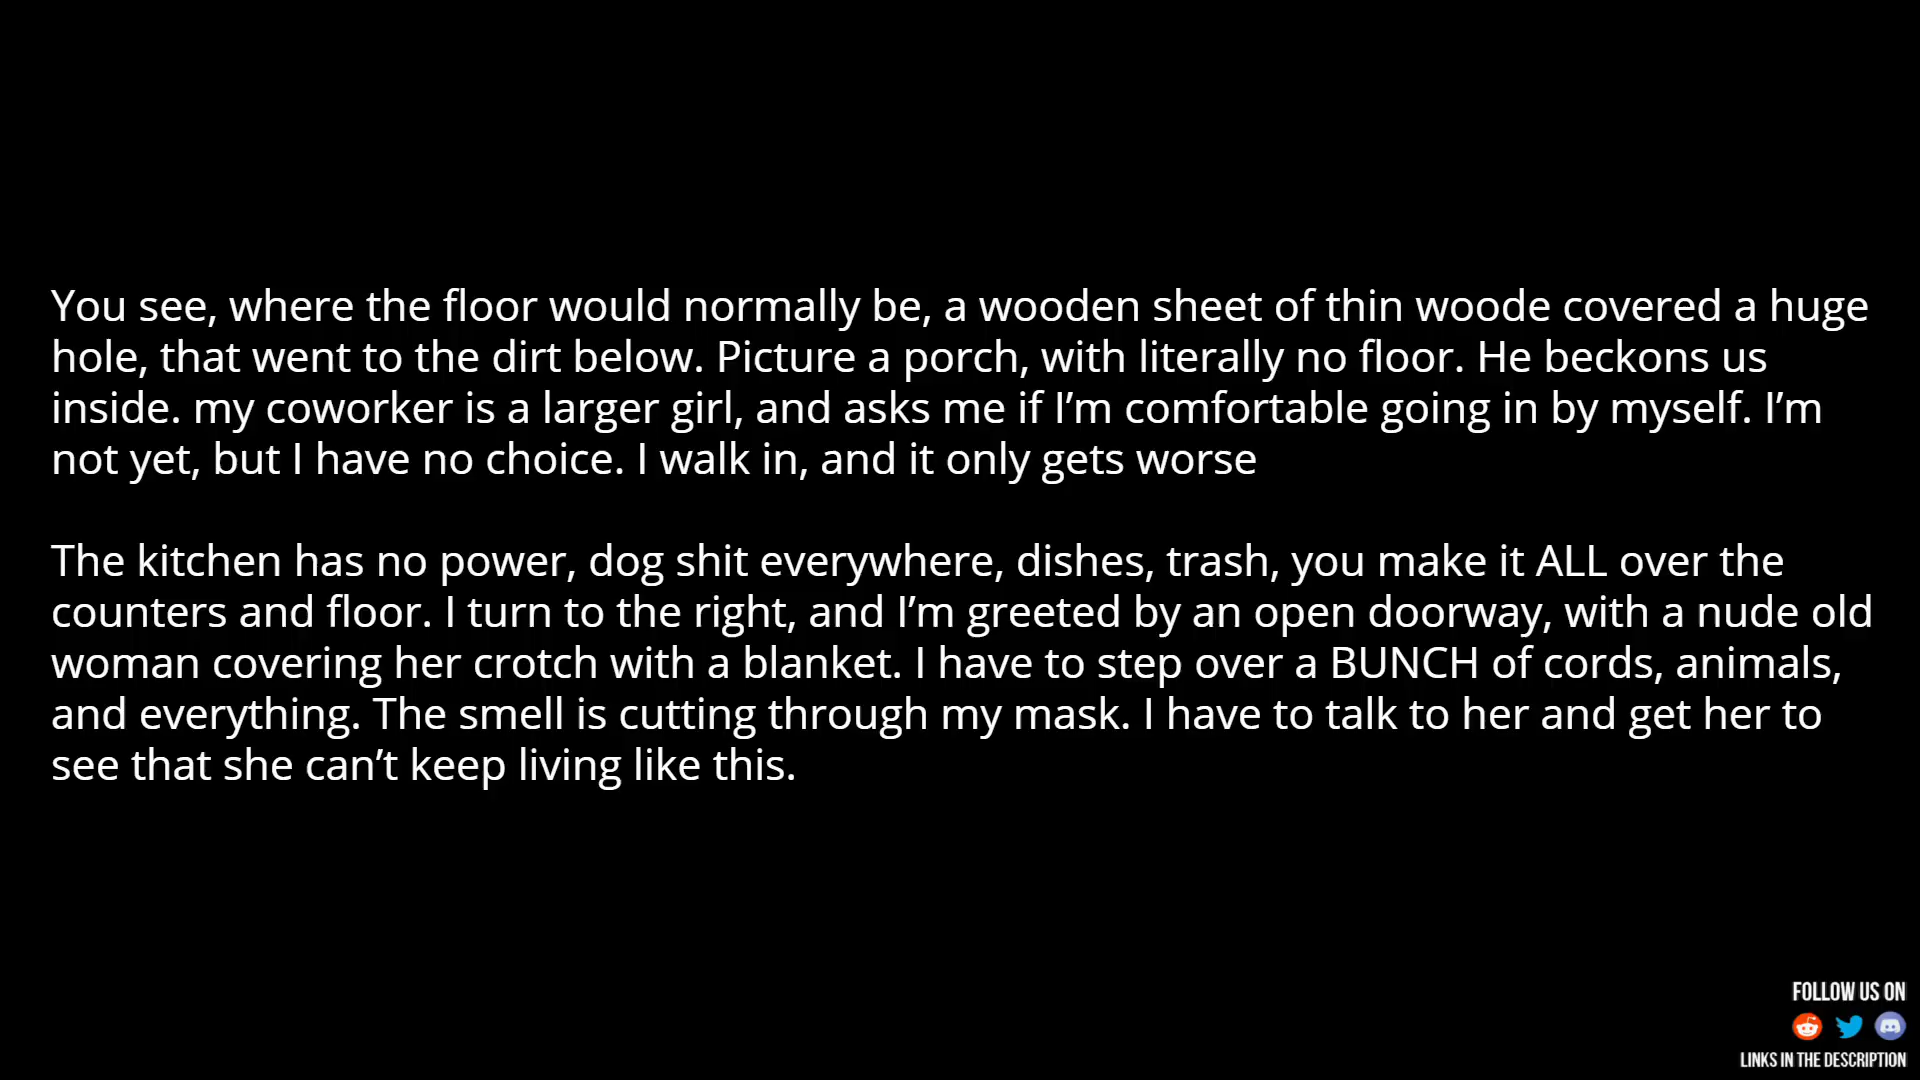 You see, where the floor would normally be, a wooden sheet of thin woode covered a huge
hole, that went to the dirt below. Picture a porch, with literally no floor. He beckons us
inside. my coworker is a larger girl, and asks me if I’m comfortable going in by myself. I’m
not yet, but I have no choice. I walk in, and it only gets worse
The kitchen has no power, dog shit everywhere, dishes, trash, you make it ALL over the
counters and floor. I turn to the right, and I’m greeted by an open doorway, with a nude old
woman covering her crotch with a blanket. I have to step over a BUNCH of cords, animals,
and everything. The smell is cutting through my mask. I have to talk to her and get her to
see that she can’t keep living like this.
FOLLOW US ON
LINKS IN THE DESCRIPTION